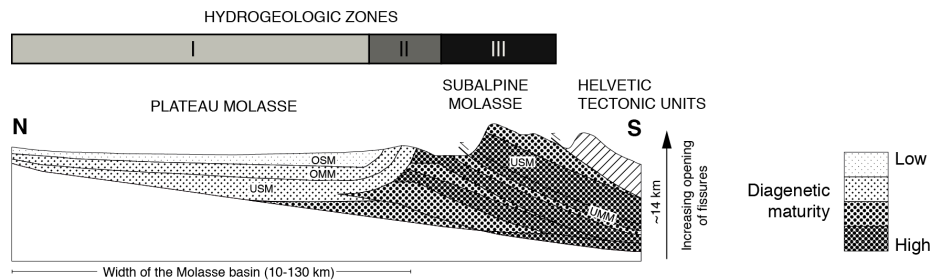 HYDROGEOLOGIC ZONES
I II III
PLATEAU MOLASSE
SUBALPINE
MOLASSE
HELVETIC
TECTONIC UNITS
N
S
OSM
OMM
USM
USM
UMM
~14 km
Increasing opening
of fissures
Low
Diagenetic
maturity
High
Width of the Molasse basin (10-130 km)